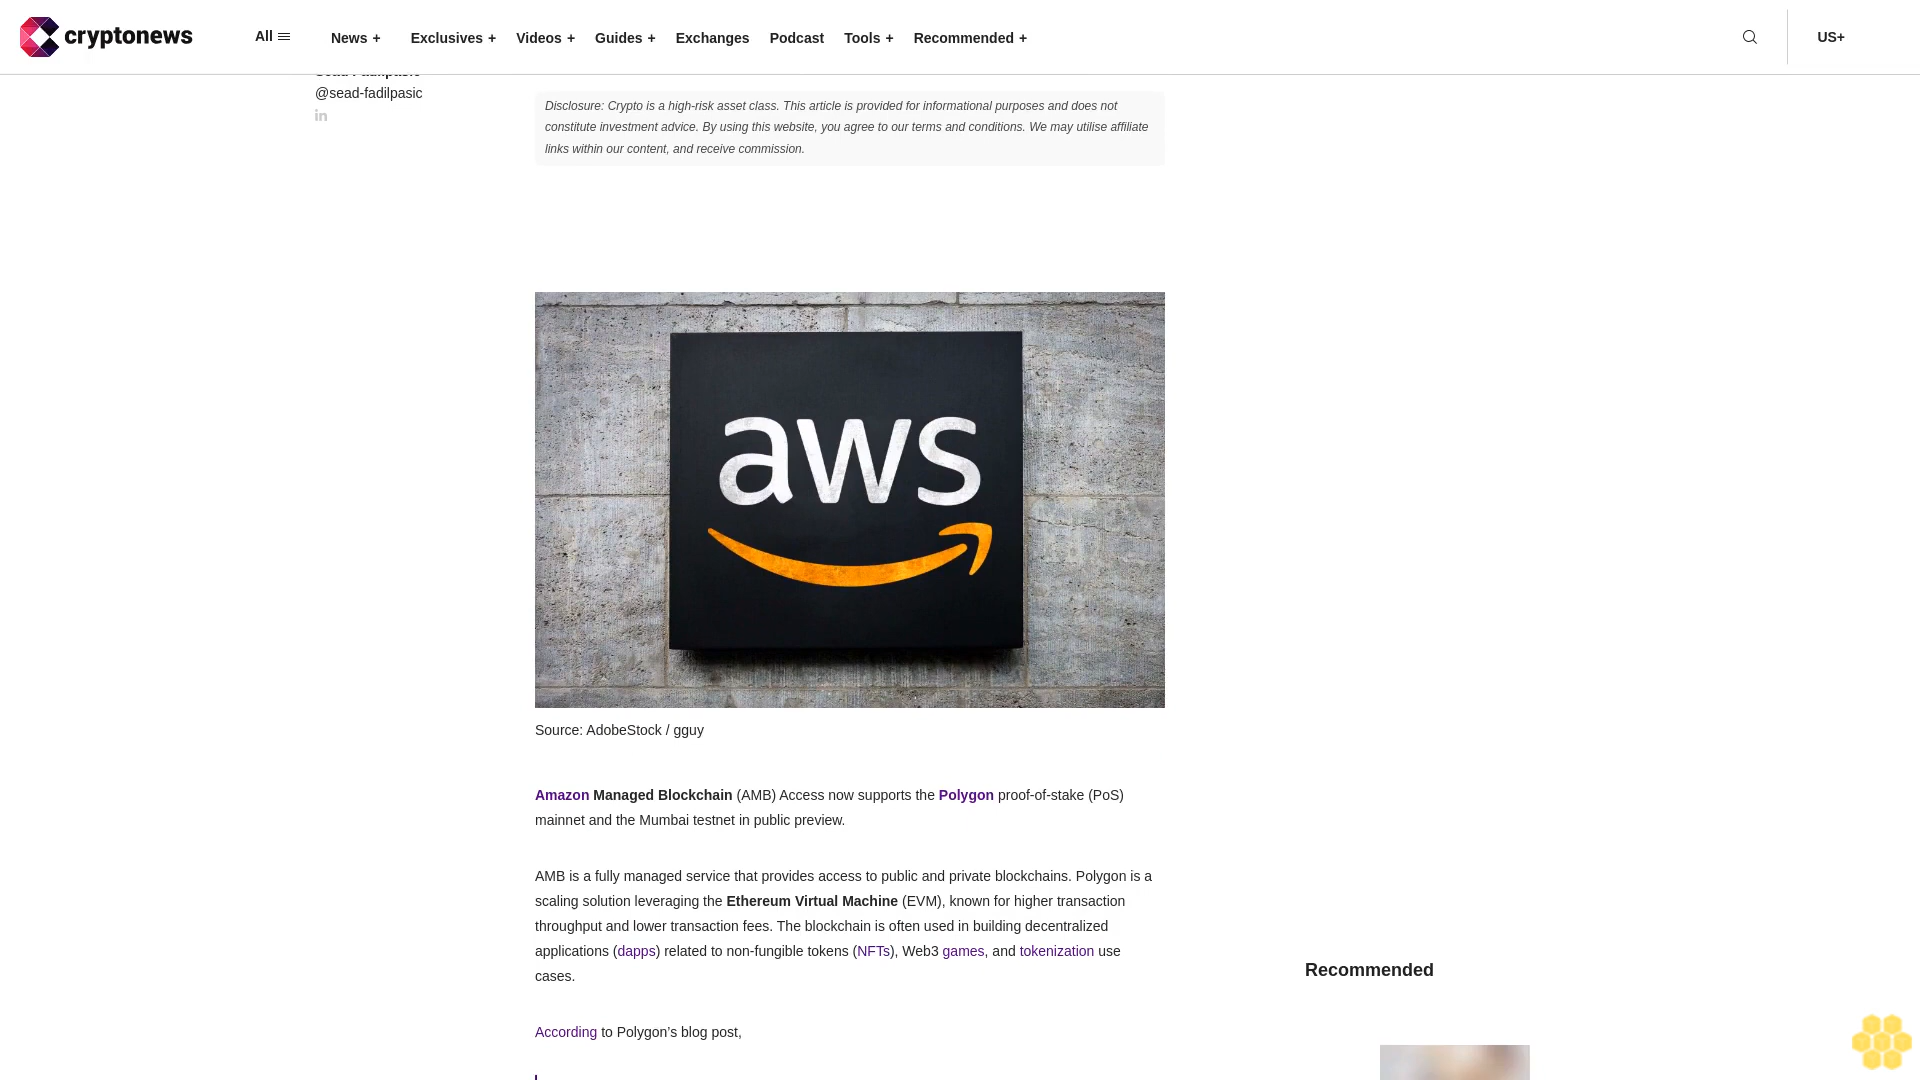 cryptonews
All
News +
Exclusives +
Videos +
Guides +
Exchanges
Podcast
Tools +
Recommended +
US+
@sead-fadilpasic
in
Disclosure: Crypto is a high-risk asset class. This article is provided for informational purposes and does not
constitute investment advice. By using this website, you agree to our terms and conditions. We may utilise affiliate
links within our content, and receive commission.
aws
Source: AdobeStock / gguy
Amazon Managed Blockchain (AMB) Access now supports the Polygon proof-of-stake (PoS)
mainnet and the Mumbai testnet in public preview.
AMB is a fully managed service that provides access to public and private blockchains. Polygon is a
scaling solution leveraging the Ethereum Virtual Machine (EVM), known for higher transaction
throughput and lower transaction fees. The blockchain is often used in building decentralized
applications (dapps) related to non-fungible tokens (NFTs), Web3 games, and tokenization use
cases.
According to Polygon’s blog post,
Recommended